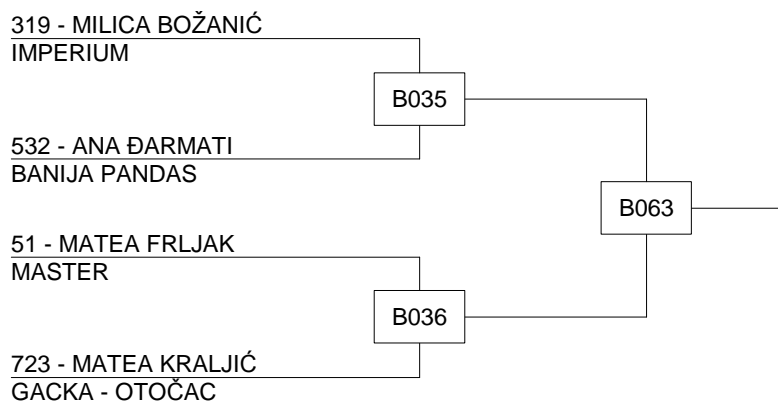 319 - MILICA BOŽANIĆ
IMPERIUM
B035
532 - ANA ĐARMATI
BANIJA PANDAS
B063
51 - MATEA FRLJAK
MASTER
B036
723 - MATEA KRALJIĆ
GACKA - OTOČAC